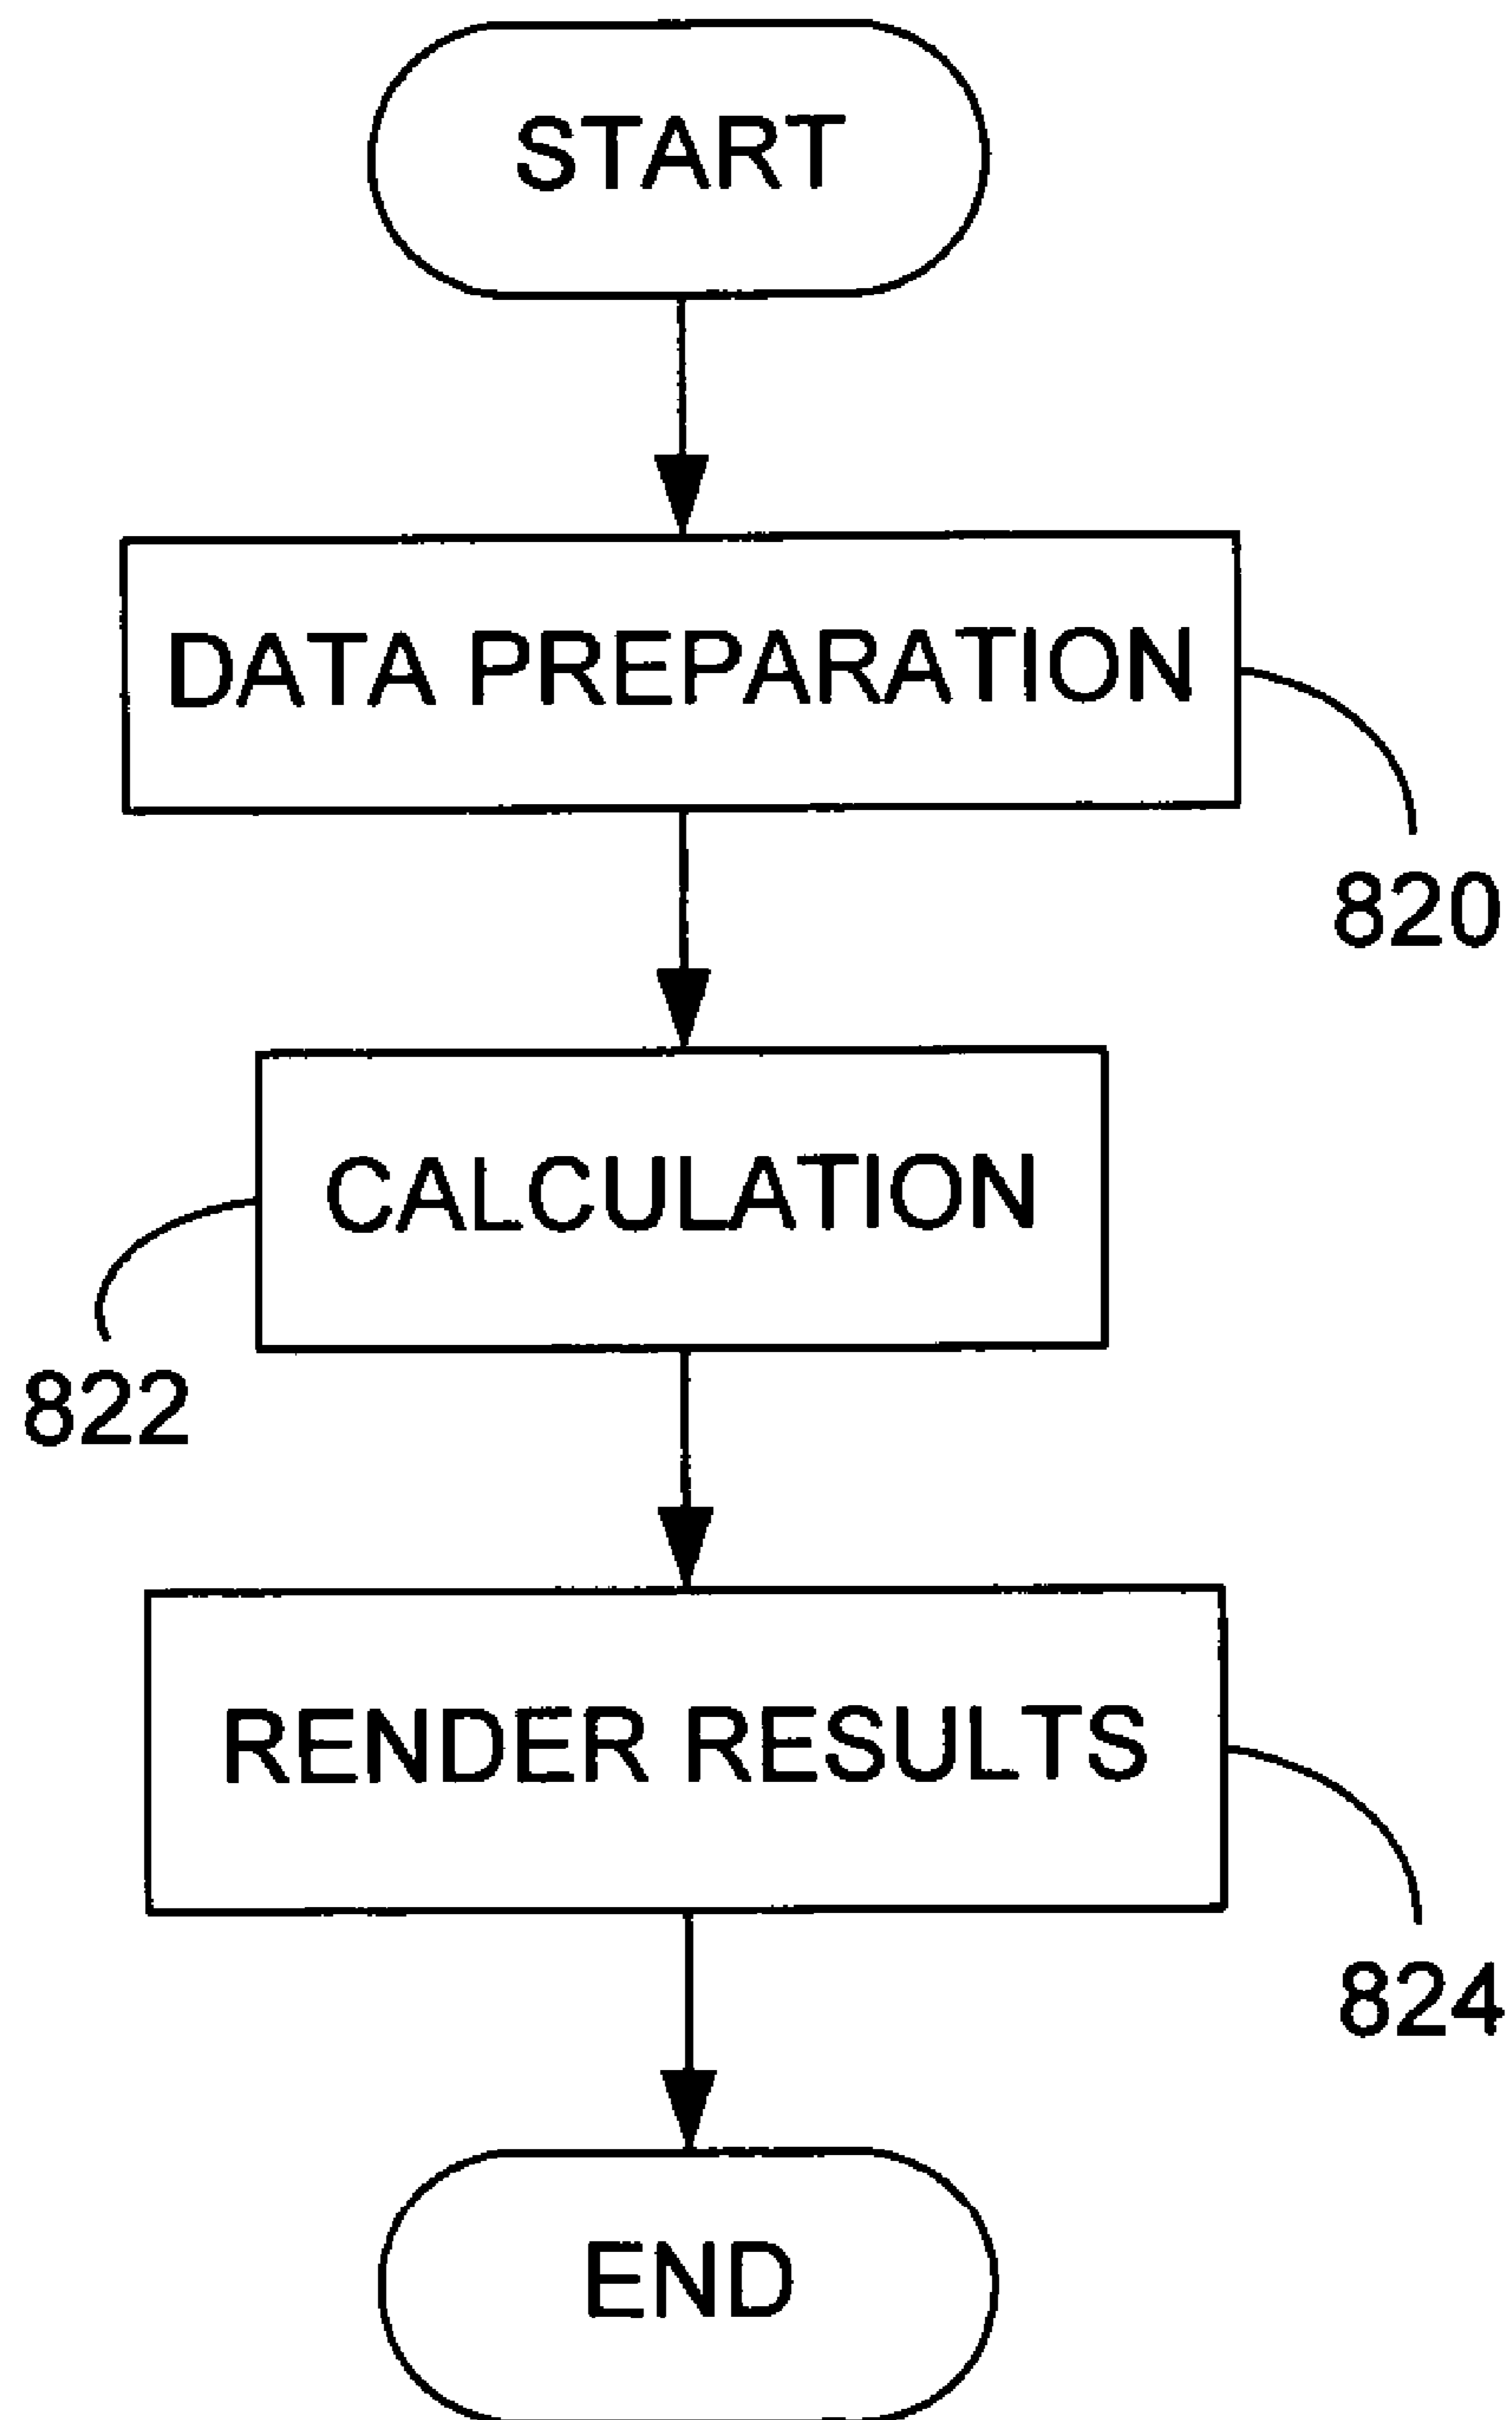 START
DATA PREPARATION
820
CALCULATION
822
RENDER RESULTS
824
END